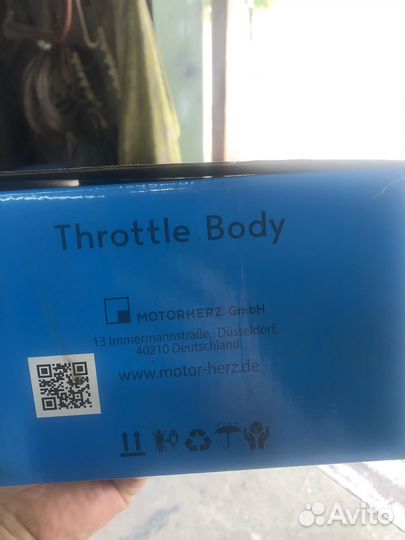 Throttle Body
MOTORHERZ GmbH
13 Immermannstraße, Düsseldorf,
40210 Deutschland
www.motor-herz.de
Avito